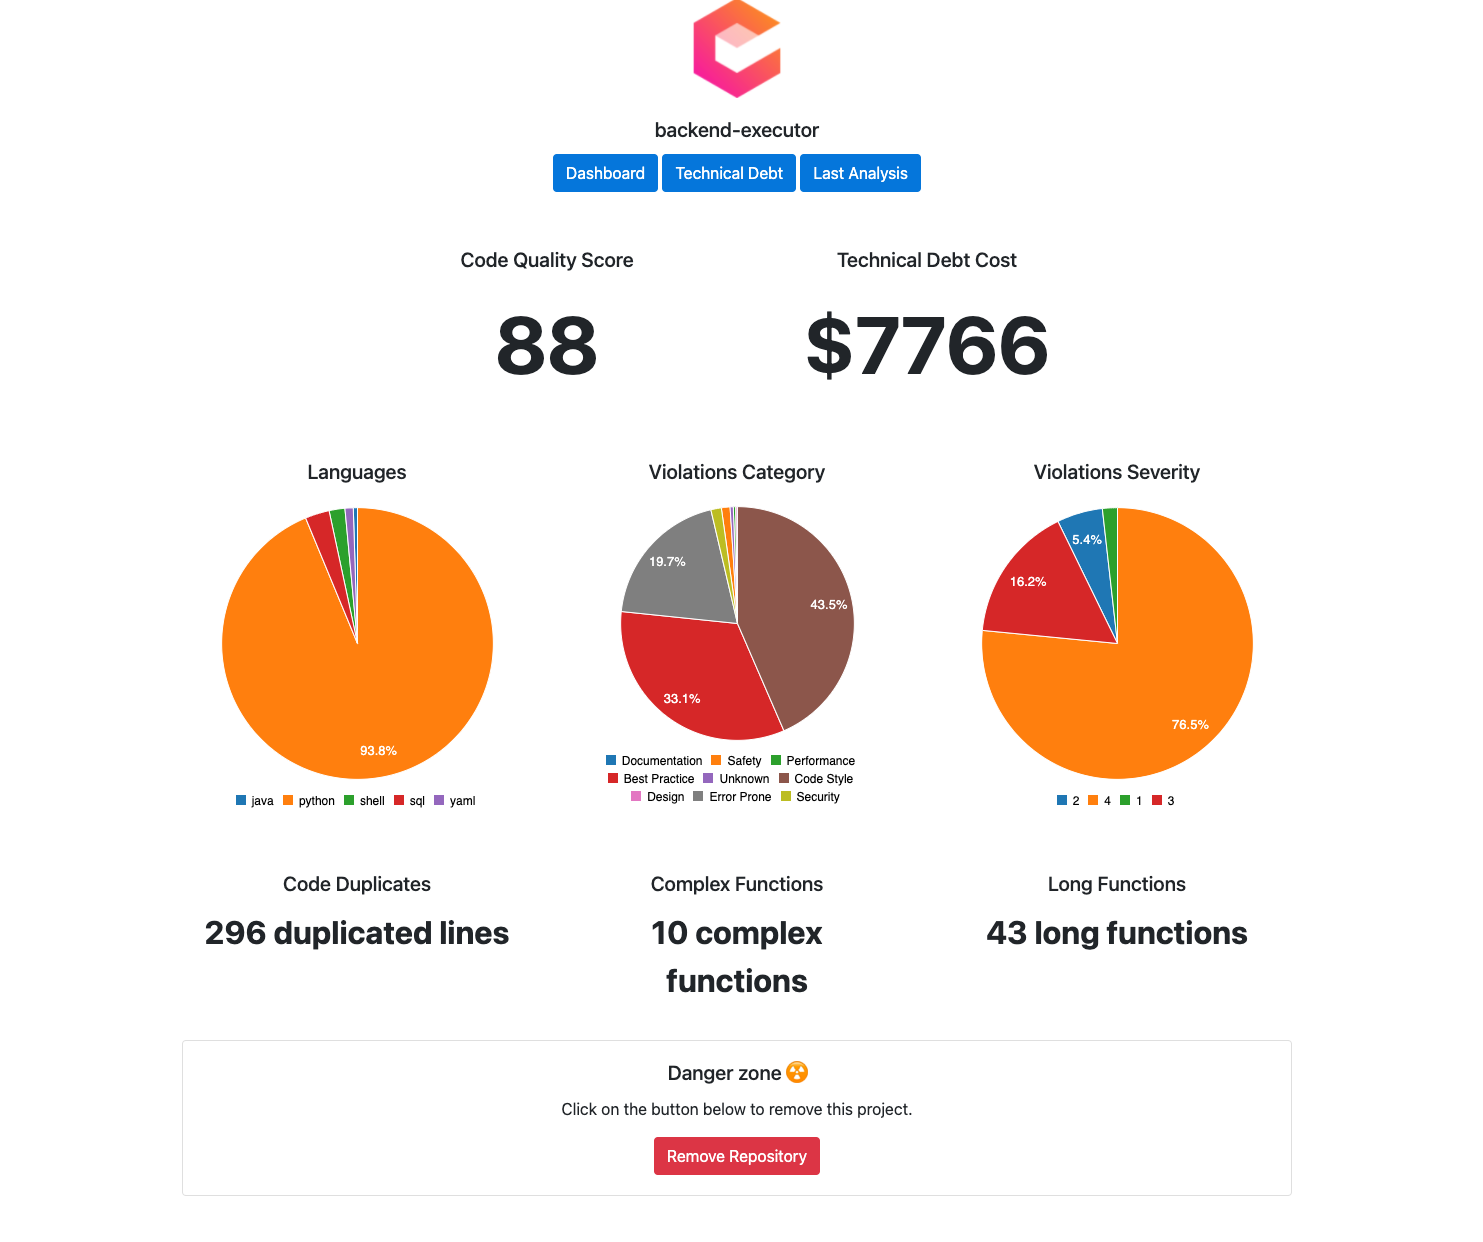 backend-executor
Dashboard Technical Debt Last Analysis
Code Quality Score Technical Debt Cost
88 $7766
Languages Violations Category Violations Severity
93.8%
java python shell sql yaml
19.7%
43.5%
33.1%
Documentation Safety Performance
Best Practice Unknown Code Style
Design Error Prone Security
5.4%
16.2%
76.5%
2 4 1 3
Code Duplicates Complex Functions Long Functions
296 duplicated lines 10 complex 43 long functions
functions
Danger zone
Click on the button below to remove this project.
Remove Repository